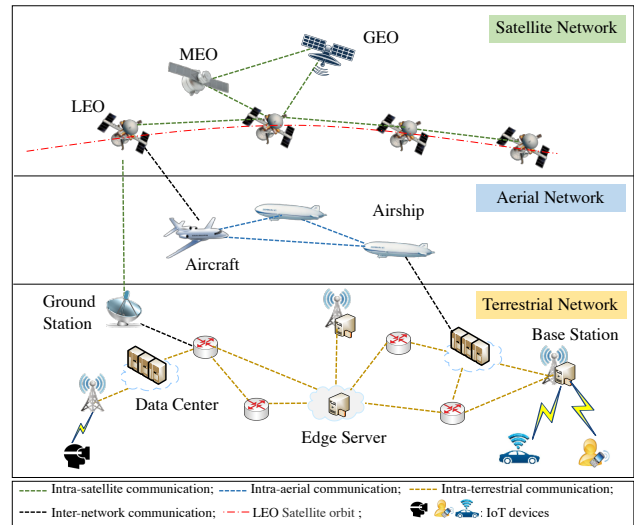 Satellite Network
GEO
MEO
LEO
Aerial Network
Airship
Aircraft
Ground
Station
Terrestrial Network
Base Station
Data Center
Edge Server
Intra-satellite communication; Intra-aerial communication; Intra-terrestrial communication;
Inter-network communication; LEO Satellite orbit ; : IoT devices